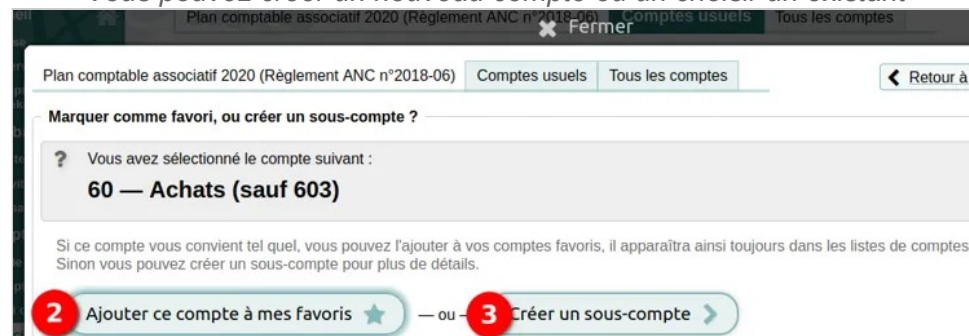 Vous pouvez créer un nouveau compte ou un choisir un existant
Plan comptable associatif 2020 (Règlement ANC n°2018-06) Comptes usuels Tous les comptes
Fermer
Plan comptable associatif 2020 (Règlement ANC n°2018-06) Comptes usuels Tous les comptes Retour à
Marquer comme favori, ou créer un sous-compte ?
? Vous avez sélectionné le compte suivant :
60 — Achats (sauf 603)
Si ce compte vous convient tel quel, vous pouvez l'ajouter à vos comptes favoris, il apparaîtra ainsi toujours dans les listes de comptes
Sinon vous pouvez créer un sous-compte pour plus de détails.
2 Ajouter ce compte à mes favoris — ou – 3 Créer un sous-compte